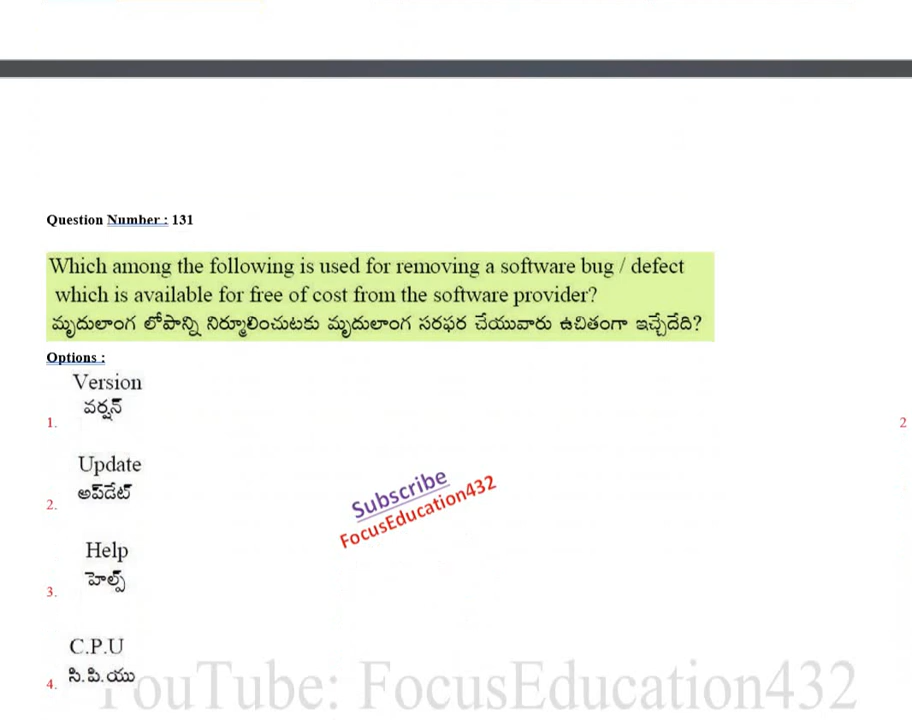 Question Number : 131
Which among the following is used for removing a software bug / defect
which is available for free of cost from the software provider?
మృదులాంగ లోపాన్ని నిర్మూలించుటకు మృదులాంగ సరఫర చేయువారు ఉచితంగా ఇచ్చేదేది?
Options :
Version
వర్షన్
1.
2
Update
అప్‌డేట్
2.
Subscribe
FocusEducation432
Help
హెల్ప్
3.
C.P.U
సి.పి.యు
4.
YouTube: FocusEducation432